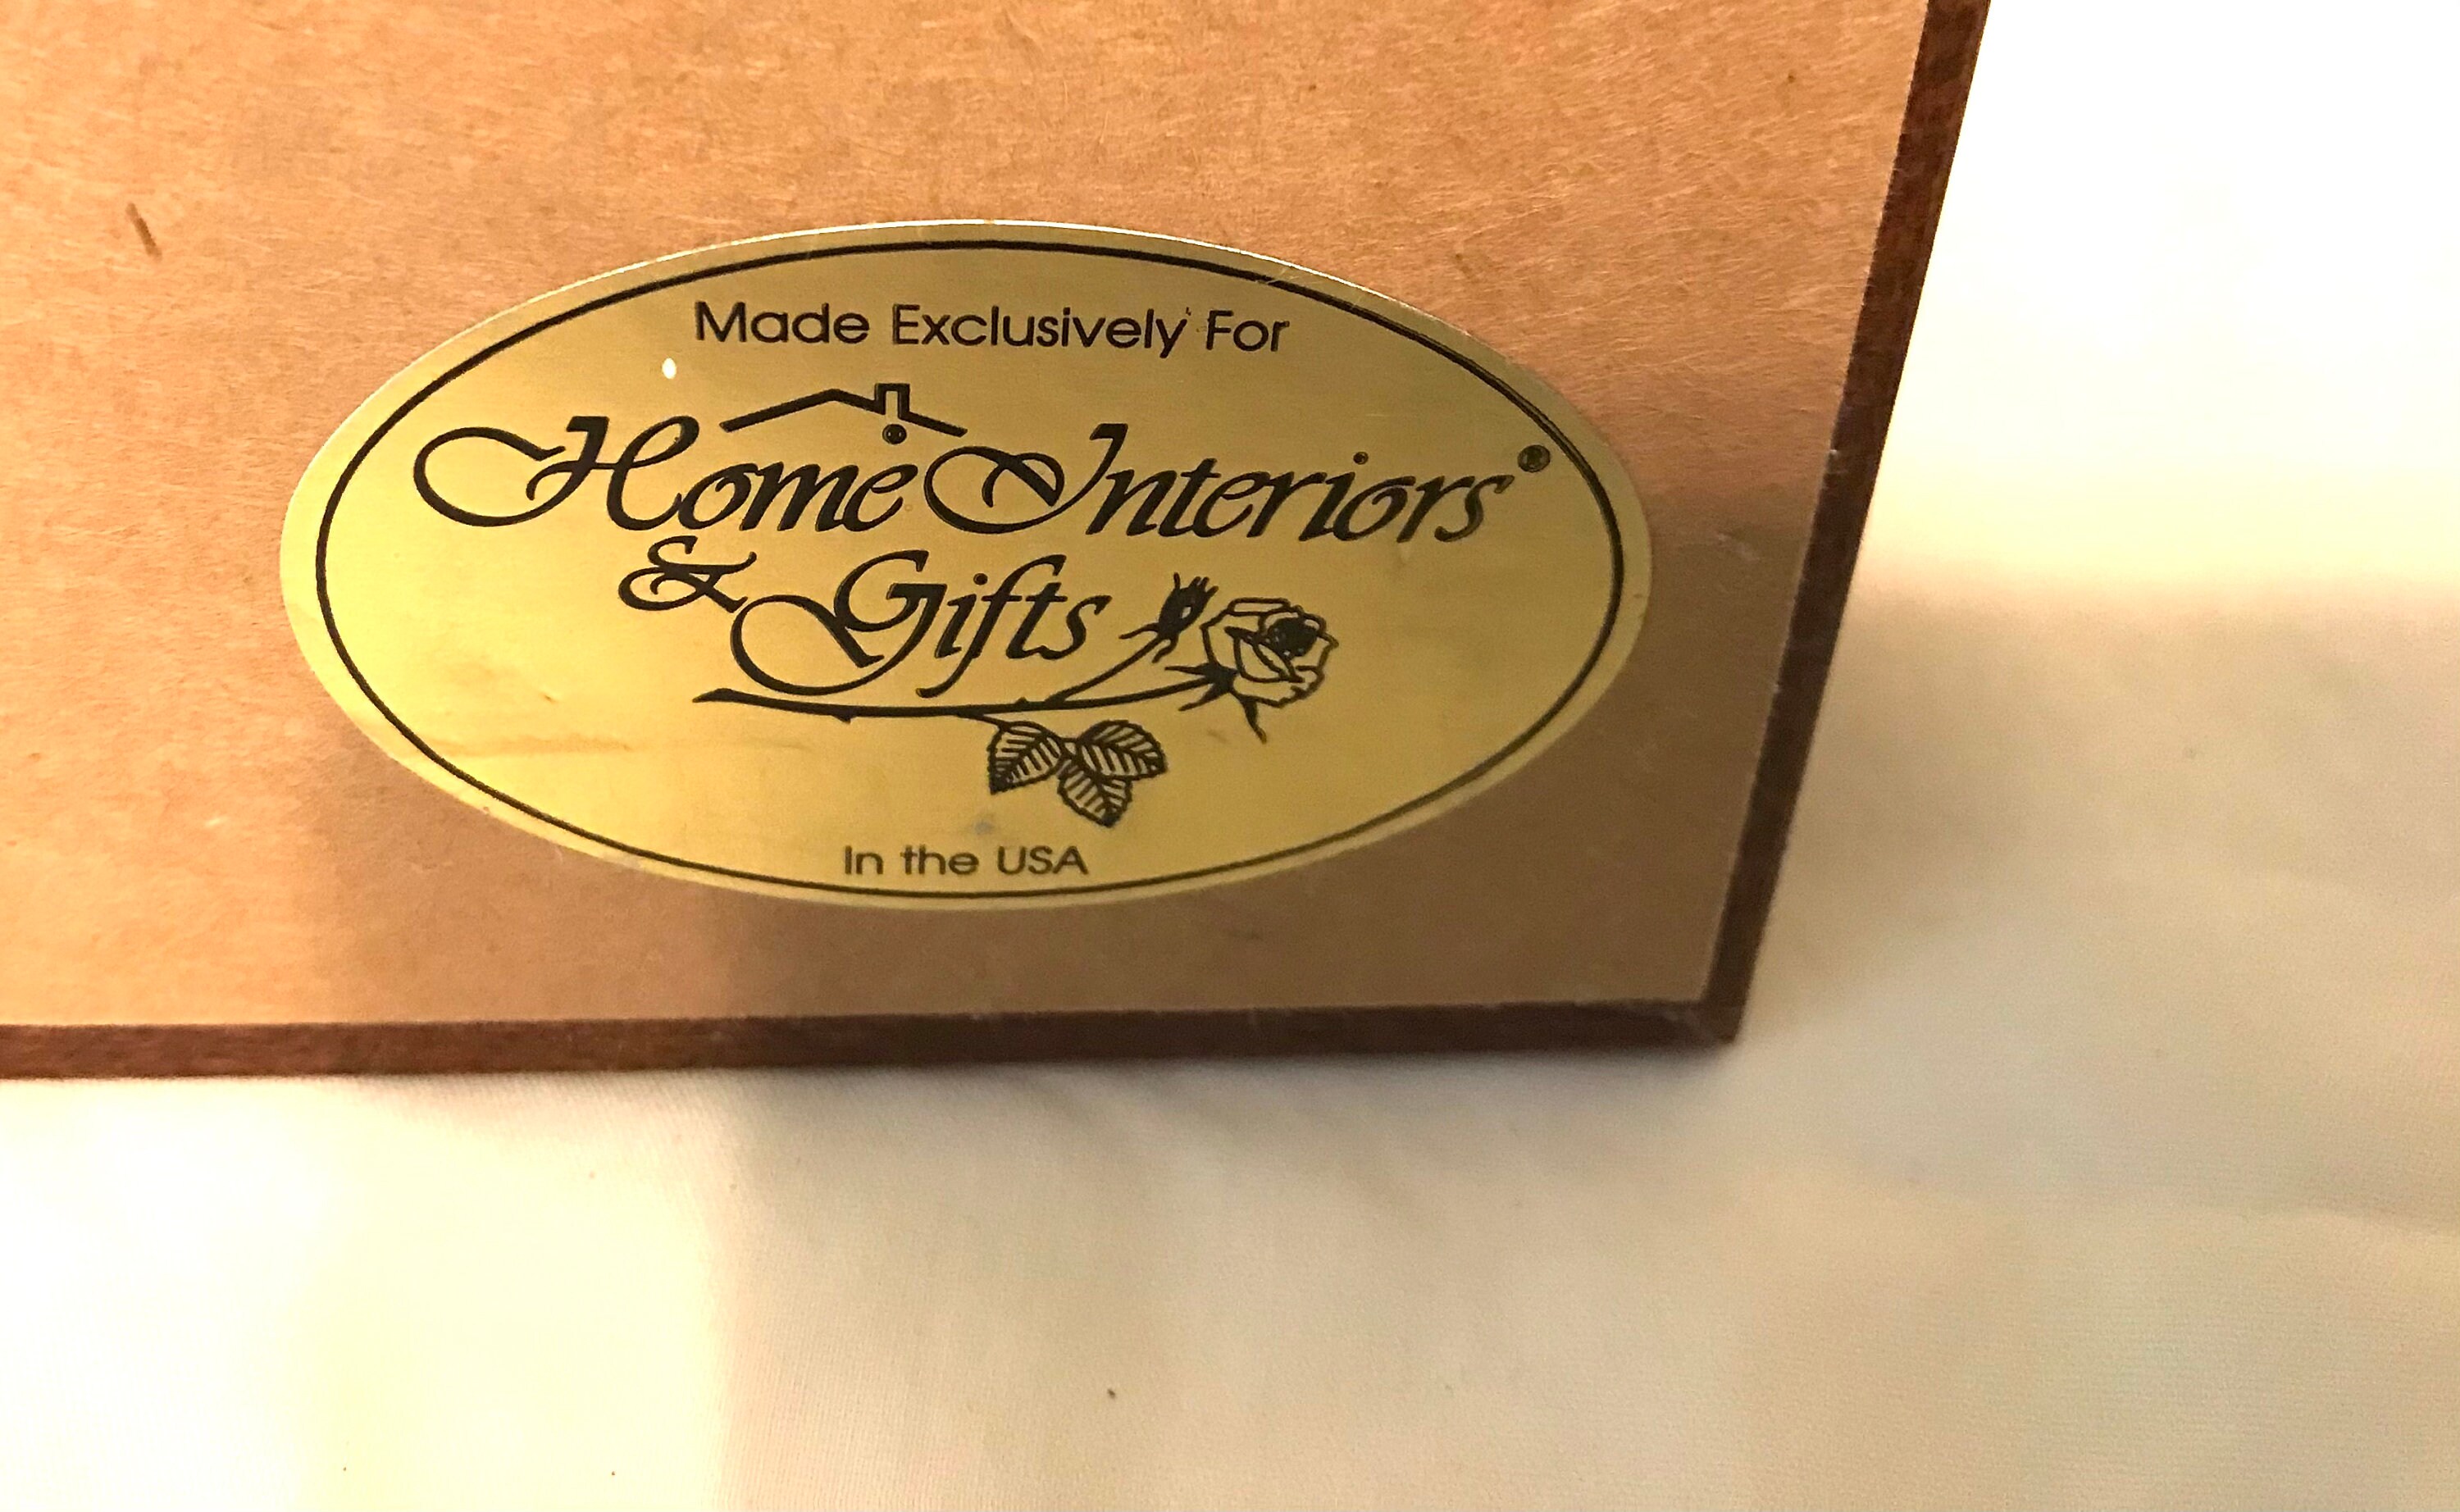 Made Exclusively For
Home Interiors®
& Gifts
In the USA